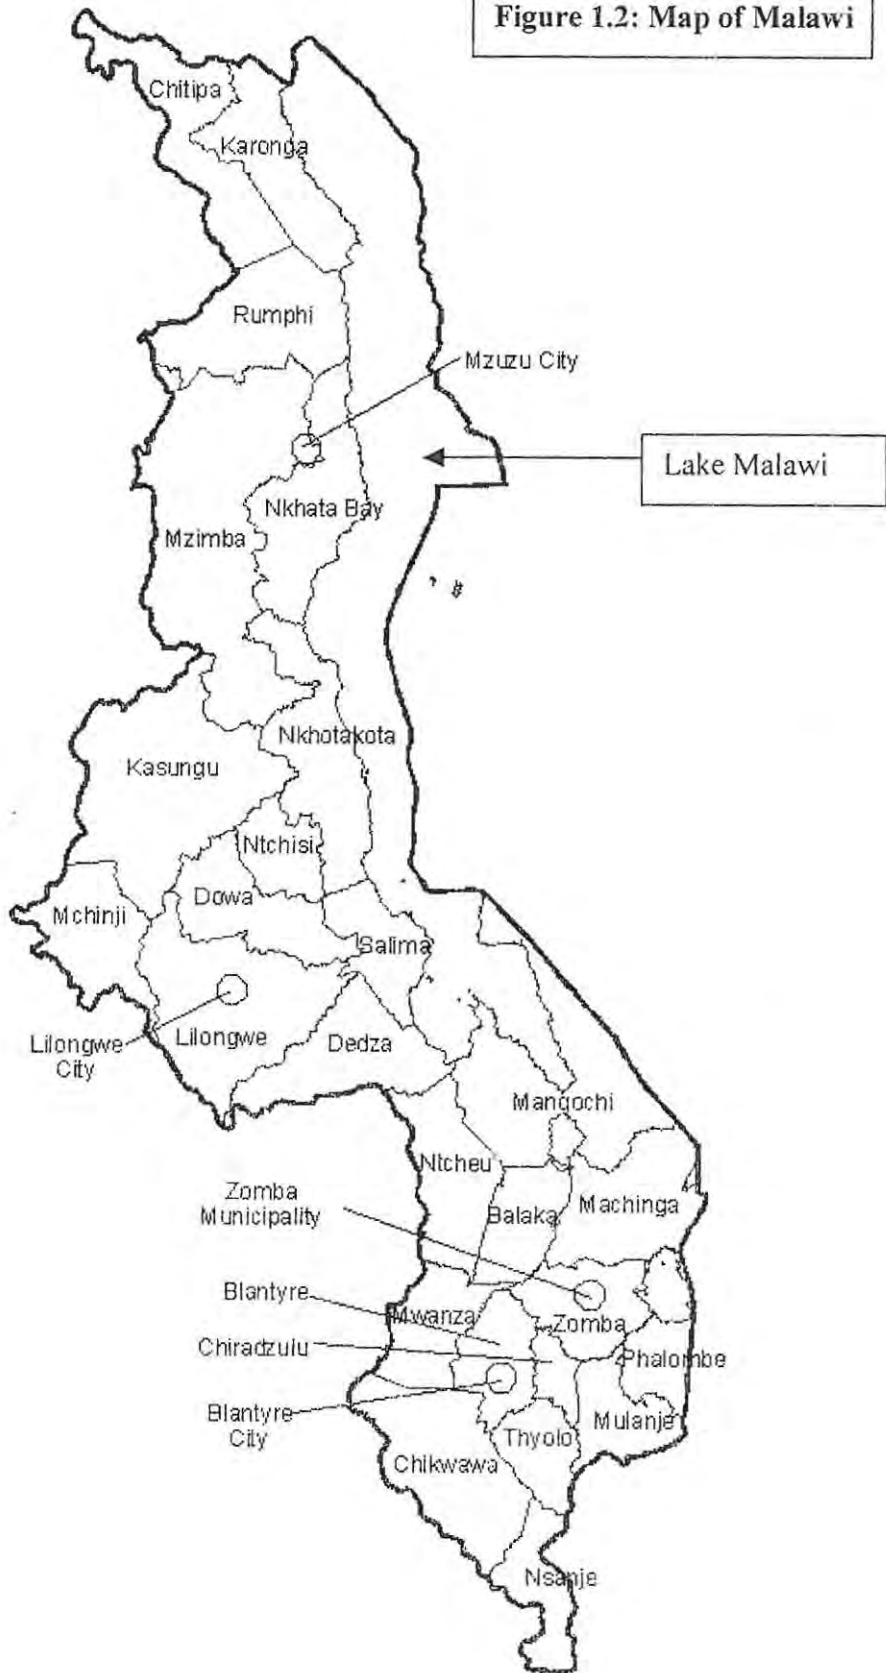 Figure 1.2: Map of Malawi
Chitipa
Karonga
Rumphi
Mzuzu City
Lake Malawi
Nkhata Bay
Mzimba
Nkhotakota
Kasungu
Ntchisi
Dowa
Mchinji
Salima
Lilongwe
City
Lilongwe
Dedza
Mangochi
Ntcheu
Zomba
Municipality
Balaka
Machinga
Blantyre
Mwanza
Zomba
Chiradzulu
Phalombe
Blantyre
City
Mulanje
Thyolo
Chikwawa
Nsanje